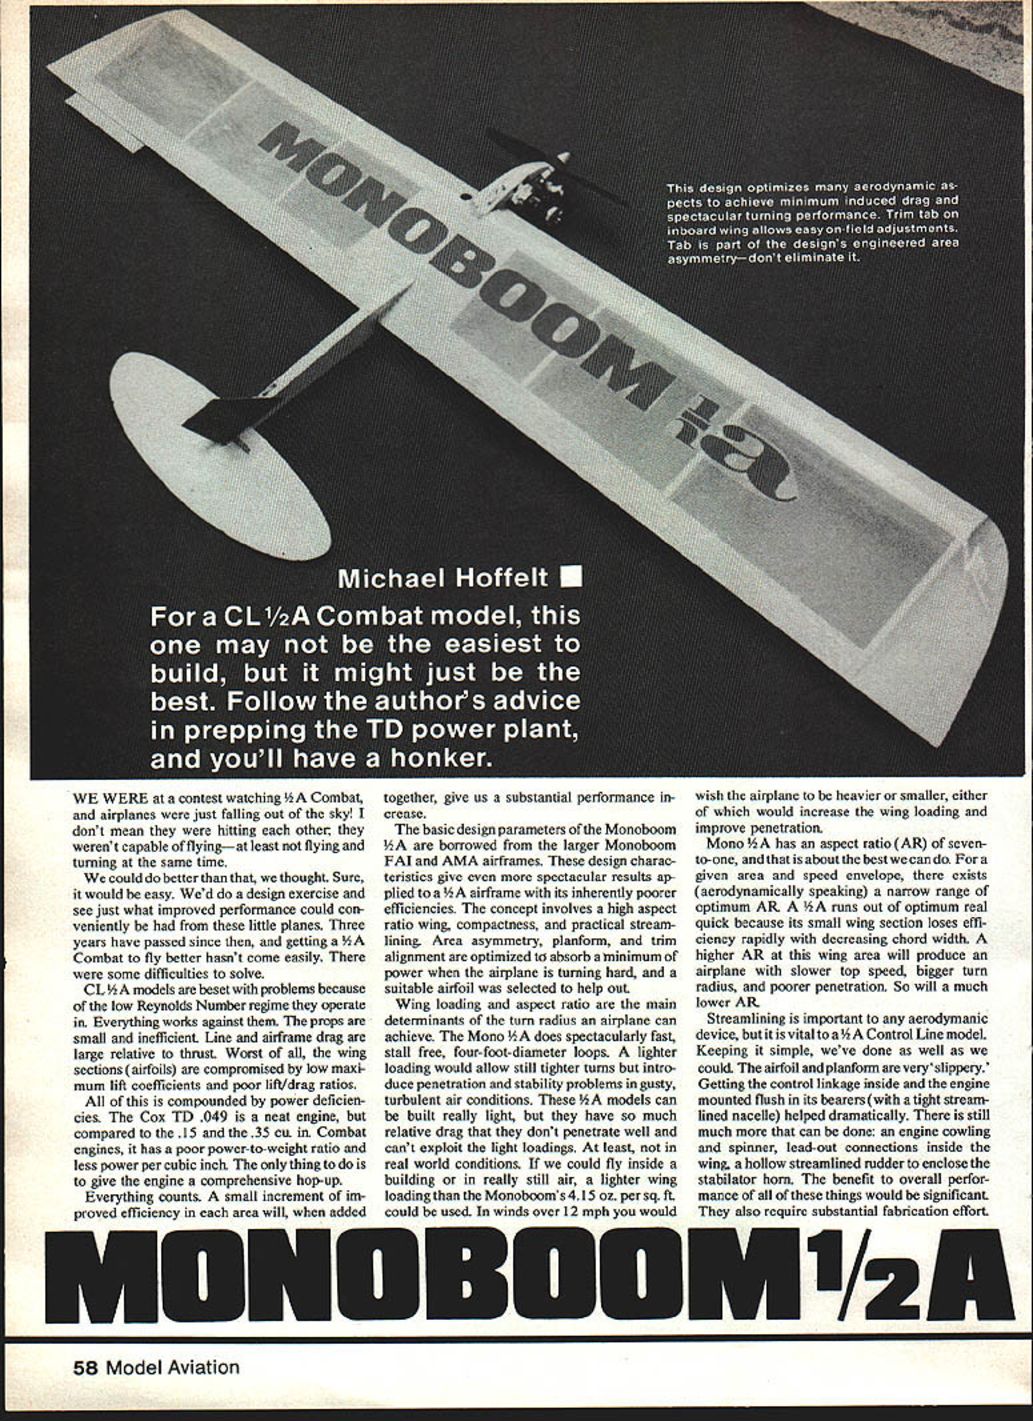 MONOBOOM ½a
This design optimizes many aerodynamic as-
pects to achieve minimum induced drag and
spectacular turning performance. Trim tab on
inboard wing allows easy on-field adjustments.
Tab is part of the design's engineered area
asymmetry—don't eliminate it.
Michael Hoffelt
For a CL ½A Combat model, this
one may not be the easiest to
build, but it might just be the
best. Follow the author's advice
in prepping the TD power plant,
and you'll have a honker.
WE WERE at a contest watching ½A Combat,
and airplanes were just falling out of the sky! I
don't mean they were hitting each other; they
weren't capable of flying—at least not flying and
turning at the same time.
We could do better than that, we thought. Sure,
it would be easy. We'd do a design exercise and
see just what improved performance could con-
veniently be had from these little planes. Three
years have passed since then, and getting a ½A
Combat to fly better hasn't come easily. There
were some difficulties to solve.
CL ½A models are beset with problems because
of the low Reynolds Number regime they operate
in. Everything works against them. The props are
small and inefficient. Line and airframe drag are
large relative to thrust. Worst of all, the wing
sections (airfoils) are compromised by low maxi-
mum lift coefficients and poor lift/drag ratios.
All of this is compounded by power deficien-
cies. The Cox TD .049 is a neat engine, but
compared to the .15 and the .35 cu. in. Combat
engines, it has a poor power-to-weight ratio and
less power per cubic inch. The only thing to do is
to give the engine a comprehensive hop-up.
Everything counts. A small increment of im-
proved efficiency in each area will, when added
together, give us a substantial performance in-
crease.
The basic design parameters of the Monoboom
½A are borrowed from the larger Monoboom
FAI and AMA airframes. These design charac-
teristics give even more spectacular results ap-
plied to a ½A airframe with its inherently poorer
efficiencies. The concept involves a high aspect
ratio wing, compactness, and practical stream-
lining. Area asymmetry, planform, and trim
alignment are optimized to absorb a minimum of
power when the airplane is turning hard, and a
suitable airfoil was selected to help out.
Wing loading and aspect ratio are the main
determinants of the turn radius an airplane can
achieve. The Mono ½A does spectacularly fast,
stall free, four-foot-diameter loops. A lighter
loading would allow still tighter turns but intro-
duce penetration and stability problems in gusty,
turbulent air conditions. These ½A models can
be built really light, but they have so much
relative drag that they don't penetrate well and
can't exploit the light loadings. At least, not in
real world conditions. If we could fly inside a
building or in really still air, a lighter wing
loading than the Monoboom's 4.15 oz. per sq. ft.
could be used. In winds over 12 mph you would
wish the airplane to be heavier or smaller, either
of which would increase the wing loading and
improve penetration.
Mono ½A has an aspect ratio (AR) of seven-
to-one, and that is about the best we can do. For a
given area and speed envelope, there exists
(aerodynamically speaking) a narrow range of
optimum AR. A ½A runs out of optimum real
quick because its small wing section loses effi-
ciency rapidly with decreasing chord width. A
higher AR at this wing area will produce an
airplane with slower top speed, bigger turn
radius, and poorer penetration. So will a much
lower AR.
Streamlining is important to any aerodymanic
device, but it is vital to a ½A Control Line model.
Keeping it simple, we've done as well as we
could. The airfoil and planform are very 'slippery.'
Getting the control linkage inside and the engine
mounted flush in its bearers (with a tight stream-
lined nacelle) helped dramatically. There is still
much more that can be done: an engine cowling
and spinner, lead-out connections inside the
wing, a hollow streamlined rudder to enclose the
stabilator horn. The benefit to overall perfor-
mance of all of these things would be significant.
They also require substantial fabrication effort.
MONOBOOM 1/2 A
58 Model Aviation